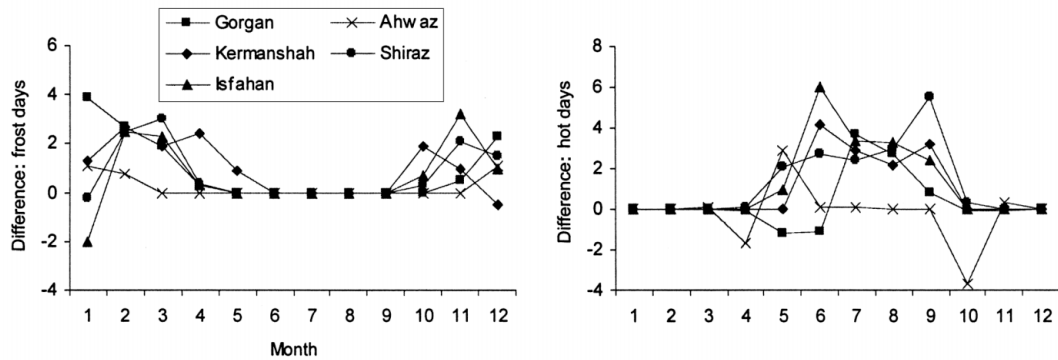 Gorgan
Ahwaz
Kermanshah
Shiraz
Isfahan
Difference: frost days
6
4
2
0
-2
-4
1 2 3 4 5 6 7 8 9 10 11 12
Month
Difference: hot days
8
6
4
2
0
-2
-4
1 2 3 4 5 6 7 8 9 10 11 12